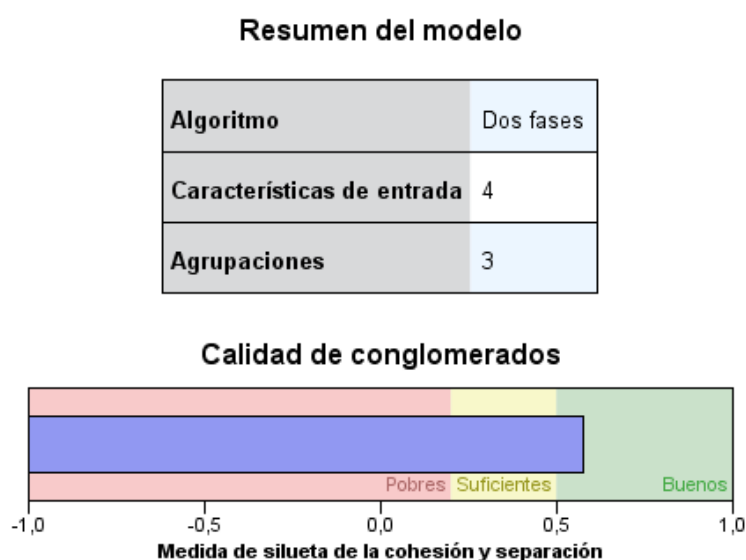 Resumen del modelo
Algoritmo Dos fases
Características de entrada 4
Agrupaciones 3
Calidad de conglomerados
Pobres Suficientes Buenos
-1,0 -0,5 0,0 0,5 1,0
Medida de silueta de la cohesión y separación